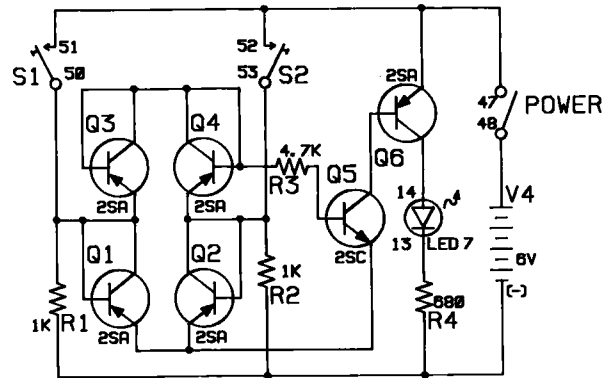 51
50
S1
52
53
S2
2SA
47
48
POWER
Q3
Q4
4.7K
R3
Q5
Q6
2SA
2SA
14
V4
Q1
Q2
2SC
13
LED 7
6V
1K
R1
1K
R2
680
R4
(-)
2SA
2SA